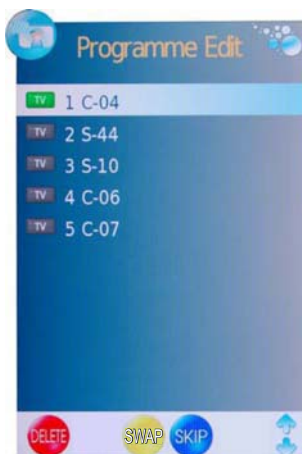 Programme Edit
TV 1 C-04
TV 2 S-44
TV 3 S-10
TV 4 C-06
TV 5 C-07
DELETE SWAP SKIP